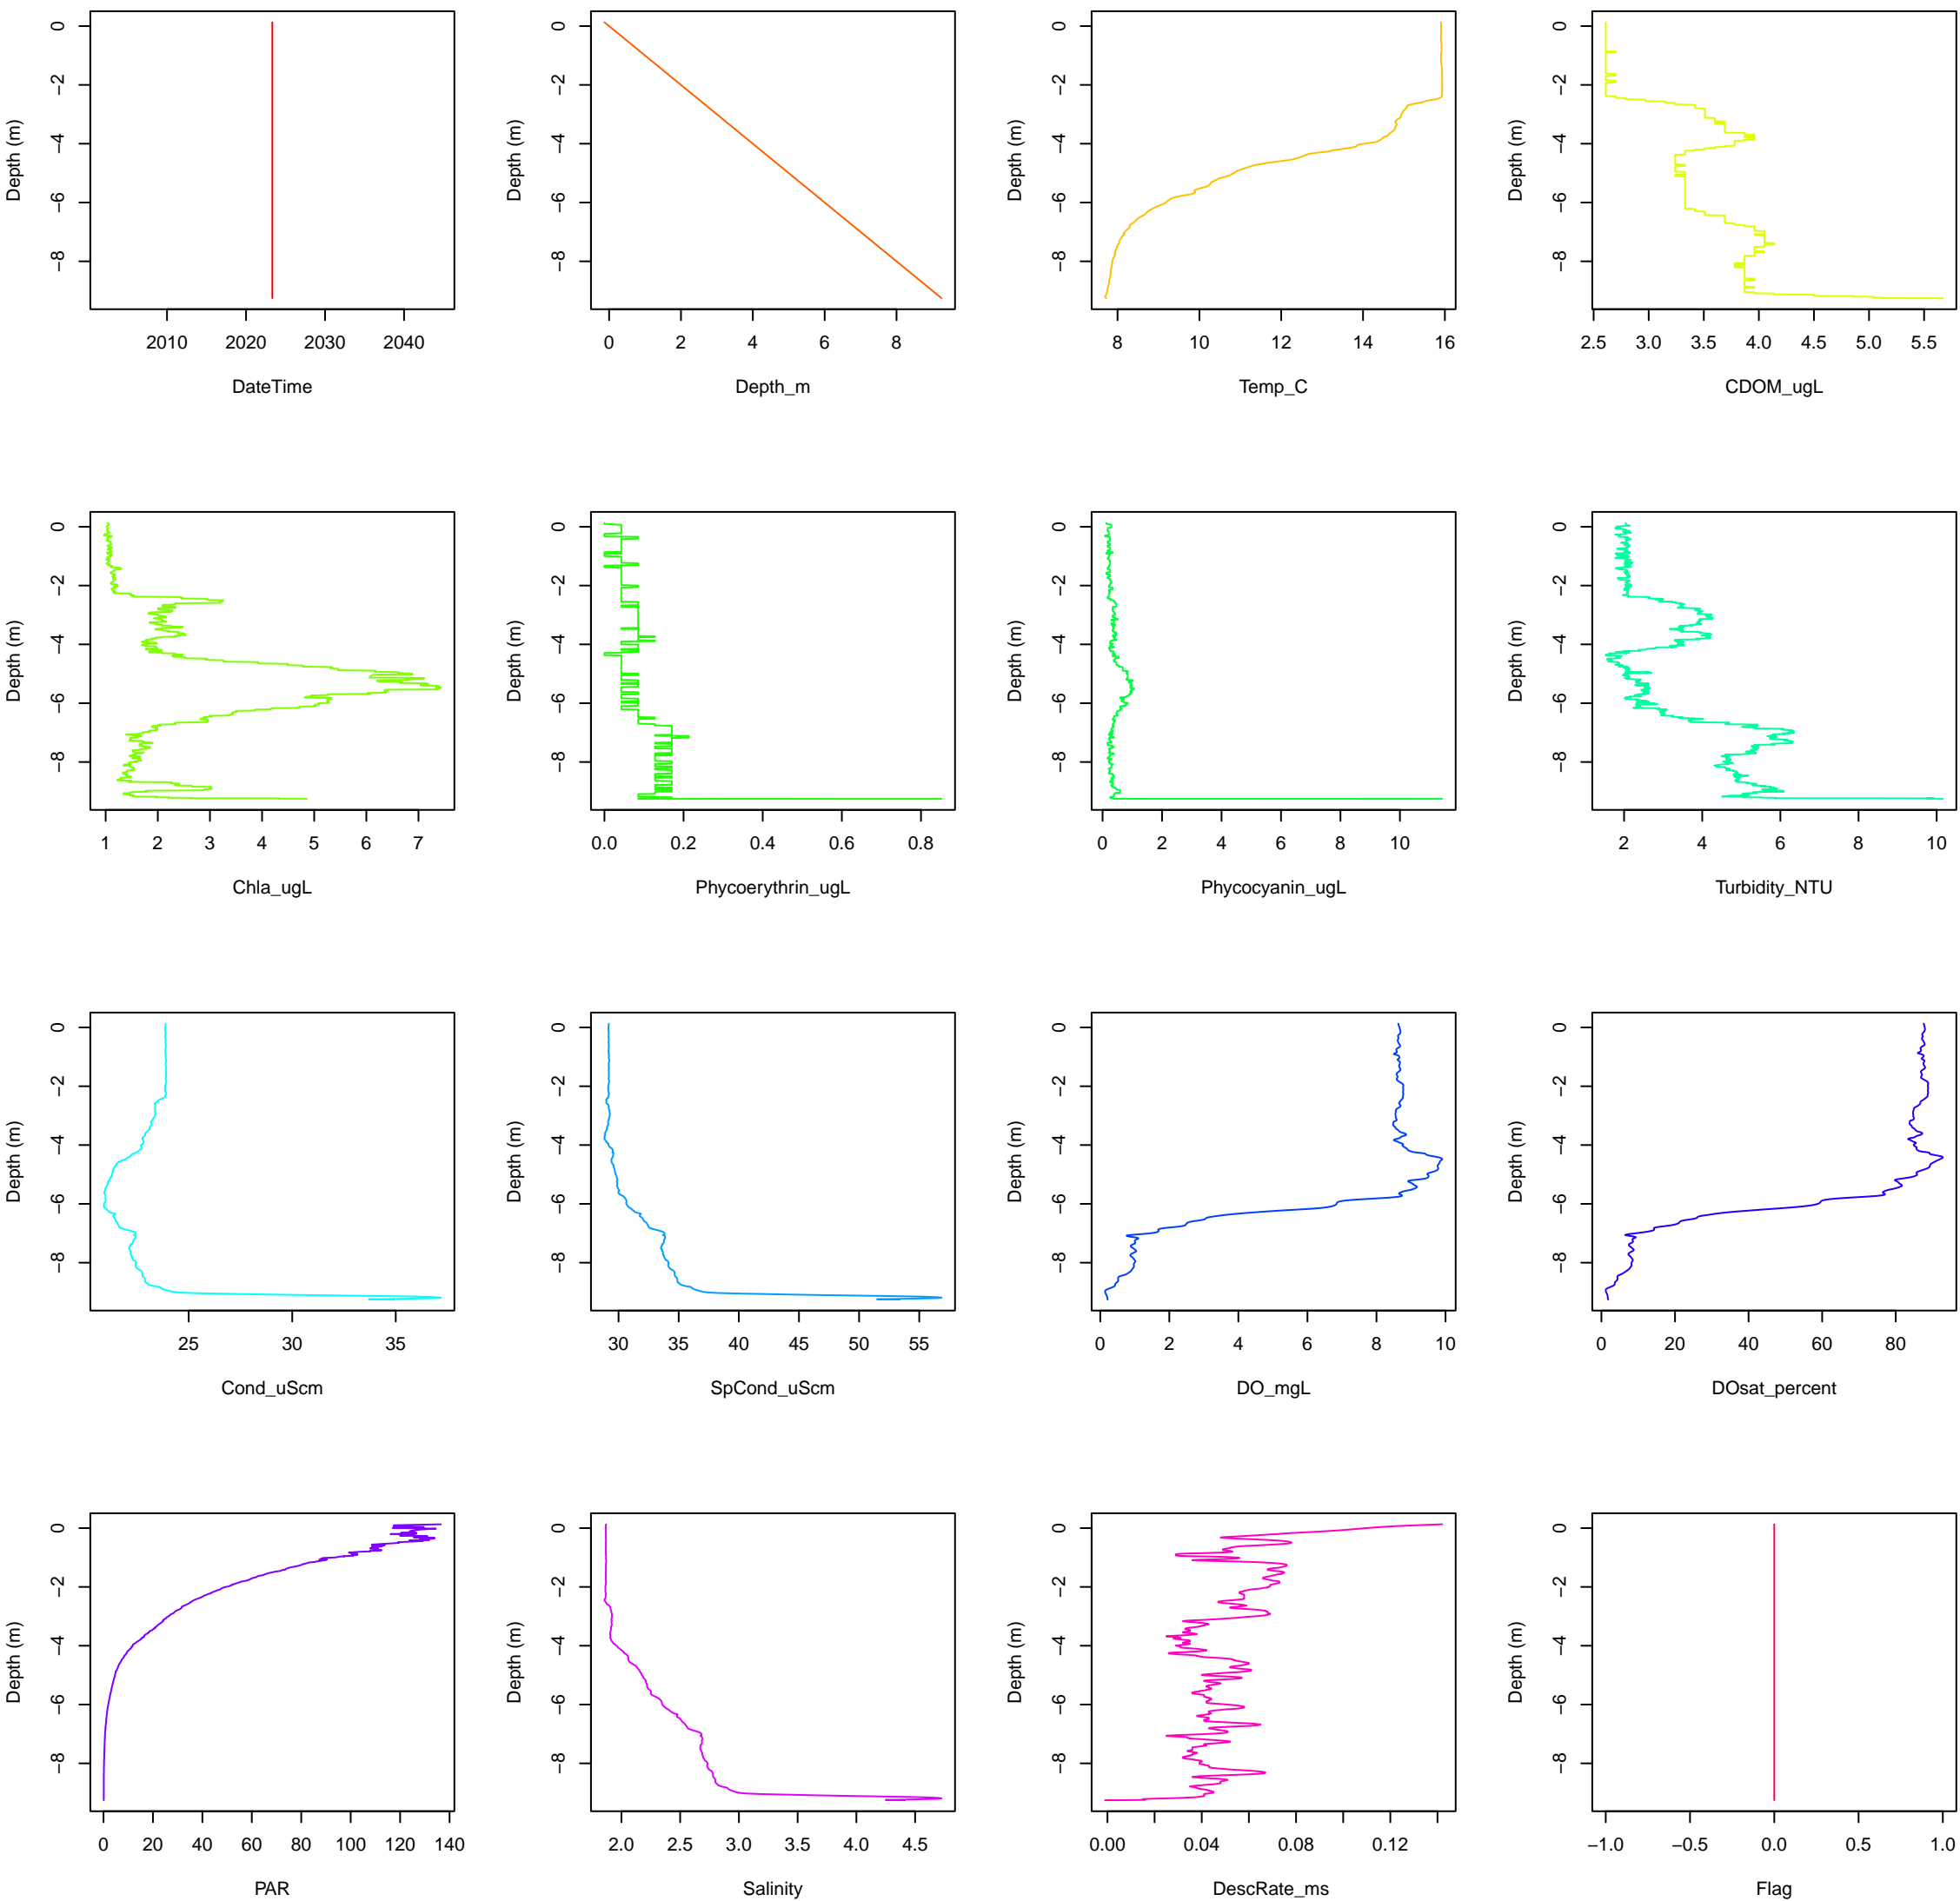 Depth (m)
0
−2
−4
−6
−8
2010 2020 2030 2040
DateTime
Depth (m)
0
−2
−4
−6
−8
0 2 4 6 8
Depth_m
Depth (m)
0
−2
−4
−6
−8
8 10 12 14 16
Temp_C
Depth (m)
0
−2
−4
−6
−8
2.5 3.0 3.5 4.0 4.5 5.0 5.5
CDOM_ugL
Depth (m)
0
−2
−4
−6
−8
1 2 3 4 5 6 7
Chla_ugL
Depth (m)
0
−2
−4
−6
−8
0.0 0.2 0.4 0.6 0.8
Phycoerythrin_ugL
Depth (m)
0
−2
−4
−6
−8
0 2 4 6 8 10
Phycocyanin_ugL
Depth (m)
0
−2
−4
−6
−8
2 4 6 8 10
Turbidity_NTU
Depth (m)
0
−2
−4
−6
−8
25 30 35
Cond_uScm
Depth (m)
0
−2
−4
−6
−8
30 35 40 45 50 55
SpCond_uScm
Depth (m)
0
−2
−4
−6
−8
0 2 4 6 8 10
DO_mgL
Depth (m)
0
−2
−4
−6
−8
0 20 40 60 80
DOsat_percent
Depth (m)
0
−2
−4
−6
−8
0 20 40 60 80 100 120 140
PAR
Depth (m)
0
−2
−4
−6
−8
2.0 2.5 3.0 3.5 4.0 4.5
Salinity
Depth (m)
0
−2
−4
−6
−8
0.00 0.04 0.08 0.12
DescRate_ms
Depth (m)
0
−2
−4
−6
−8
−1.0 −0.5 0.0 0.5 1.0
Flag